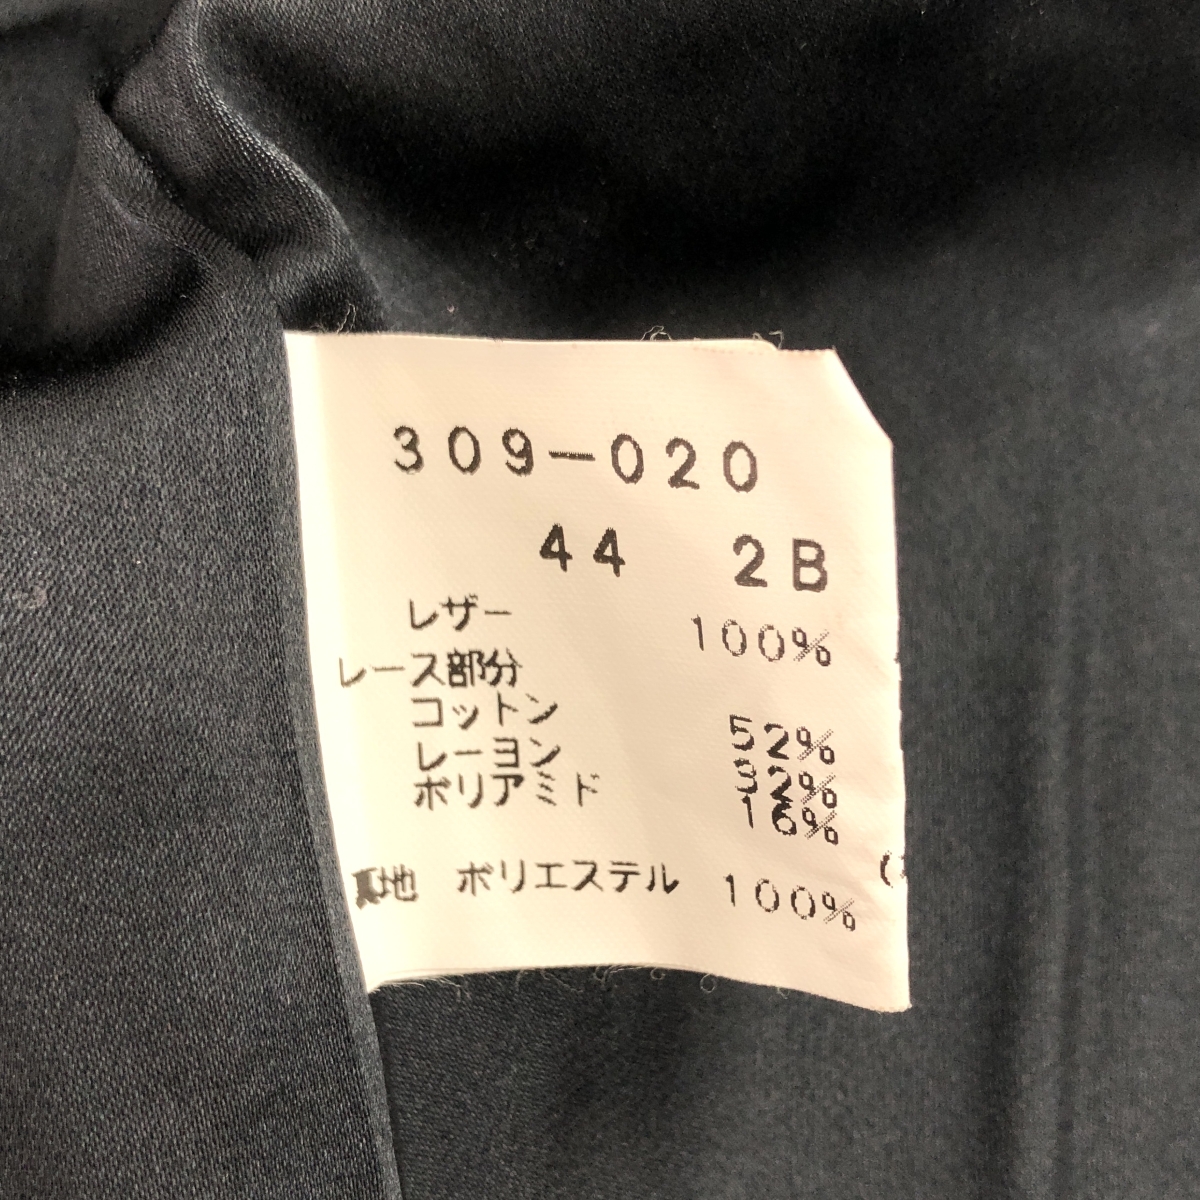 309-020
44 2B
レザー 100%
レース部分
コットン 52%
レーヨン 32%
ポリアミド 16%
裏地 ポリエステル 100%